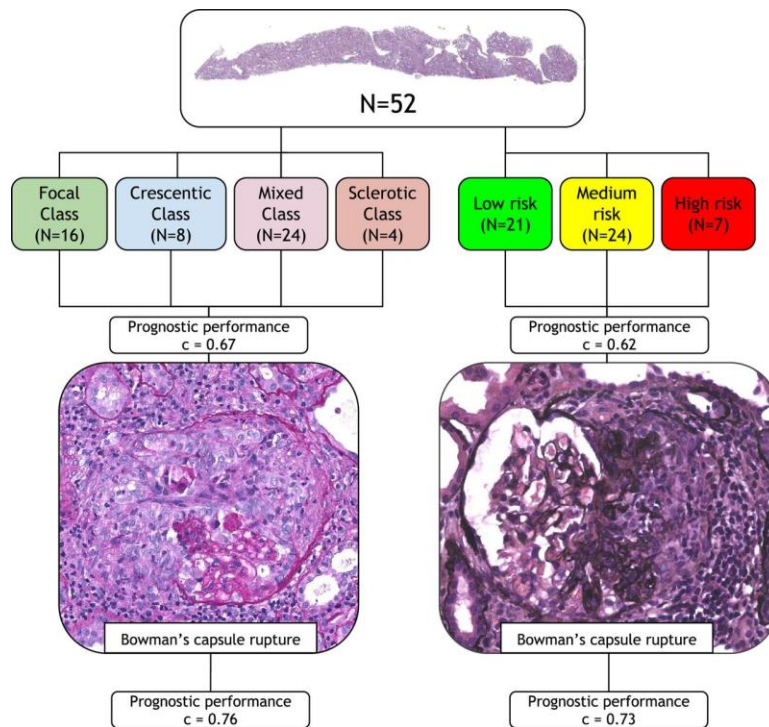 N=52
Focal
Class
(N=16)
Crescentic
Class
(N=8)
Mixed
Class
(N=24)
Sclerotic
Class
(N=4)
Low risk
(N=21)
Medium
risk
(N=24)
High risk
(N=7)
Prognostic performance
c = 0.67
Prognostic performance
c = 0.62
Bowman's capsule rupture
Bowman's capsule rupture
Prognostic performance
c = 0.76
Prognostic performance
c = 0.73